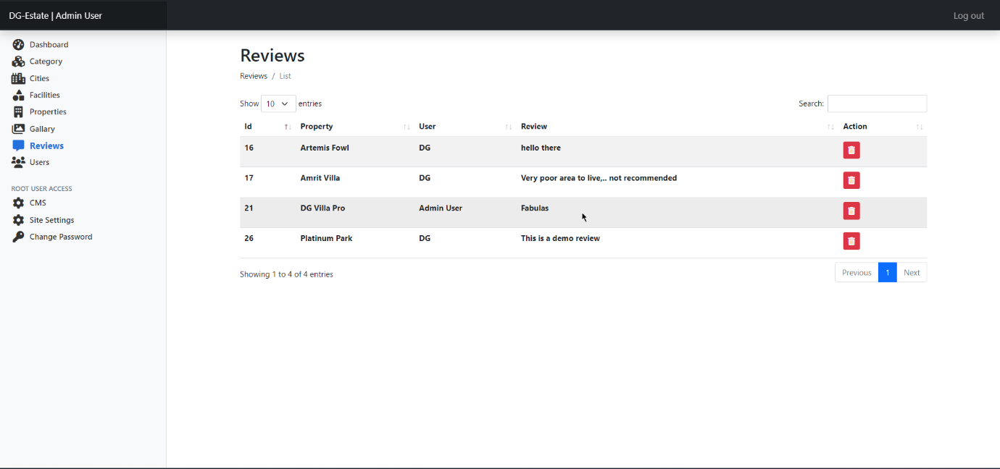 DG-Estate | Admin User
Log out
Dashboard
Category
Cities
Facilities
Properties
Gallary
Reviews
Users
ROOT USER ACCESS
CMS
Site Settings
Change Password
Reviews
Reviews / List
Show 10 entries
Search:
Id Property User Review Action
16 Artemis Fowl DG hello there
17 Amrit Villa DG Very poor area to live,.. not recommended
21 DG Villa Pro Admin User Fabulas
26 Platinum Park DG This is a demo review
Showing 1 to 4 of 4 entries
Previous 1 Next